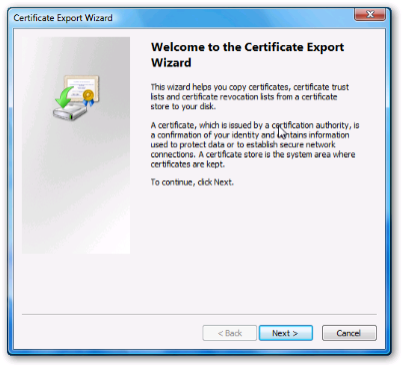 Certificate Export Wizard
Welcome to the Certificate Export
Wizard
This wizard helps you copy certificates, certificate trust
lists and certificate revocation lists from a certificate
store to your disk.
A certificate, which is issued by a certification authority, is
a confirmation of your identity and contains information
used to protect data or to establish secure network
connections. A certificate store is the system area where
certificates are kept.
To continue, click Next.
< Back
Next >
Cancel